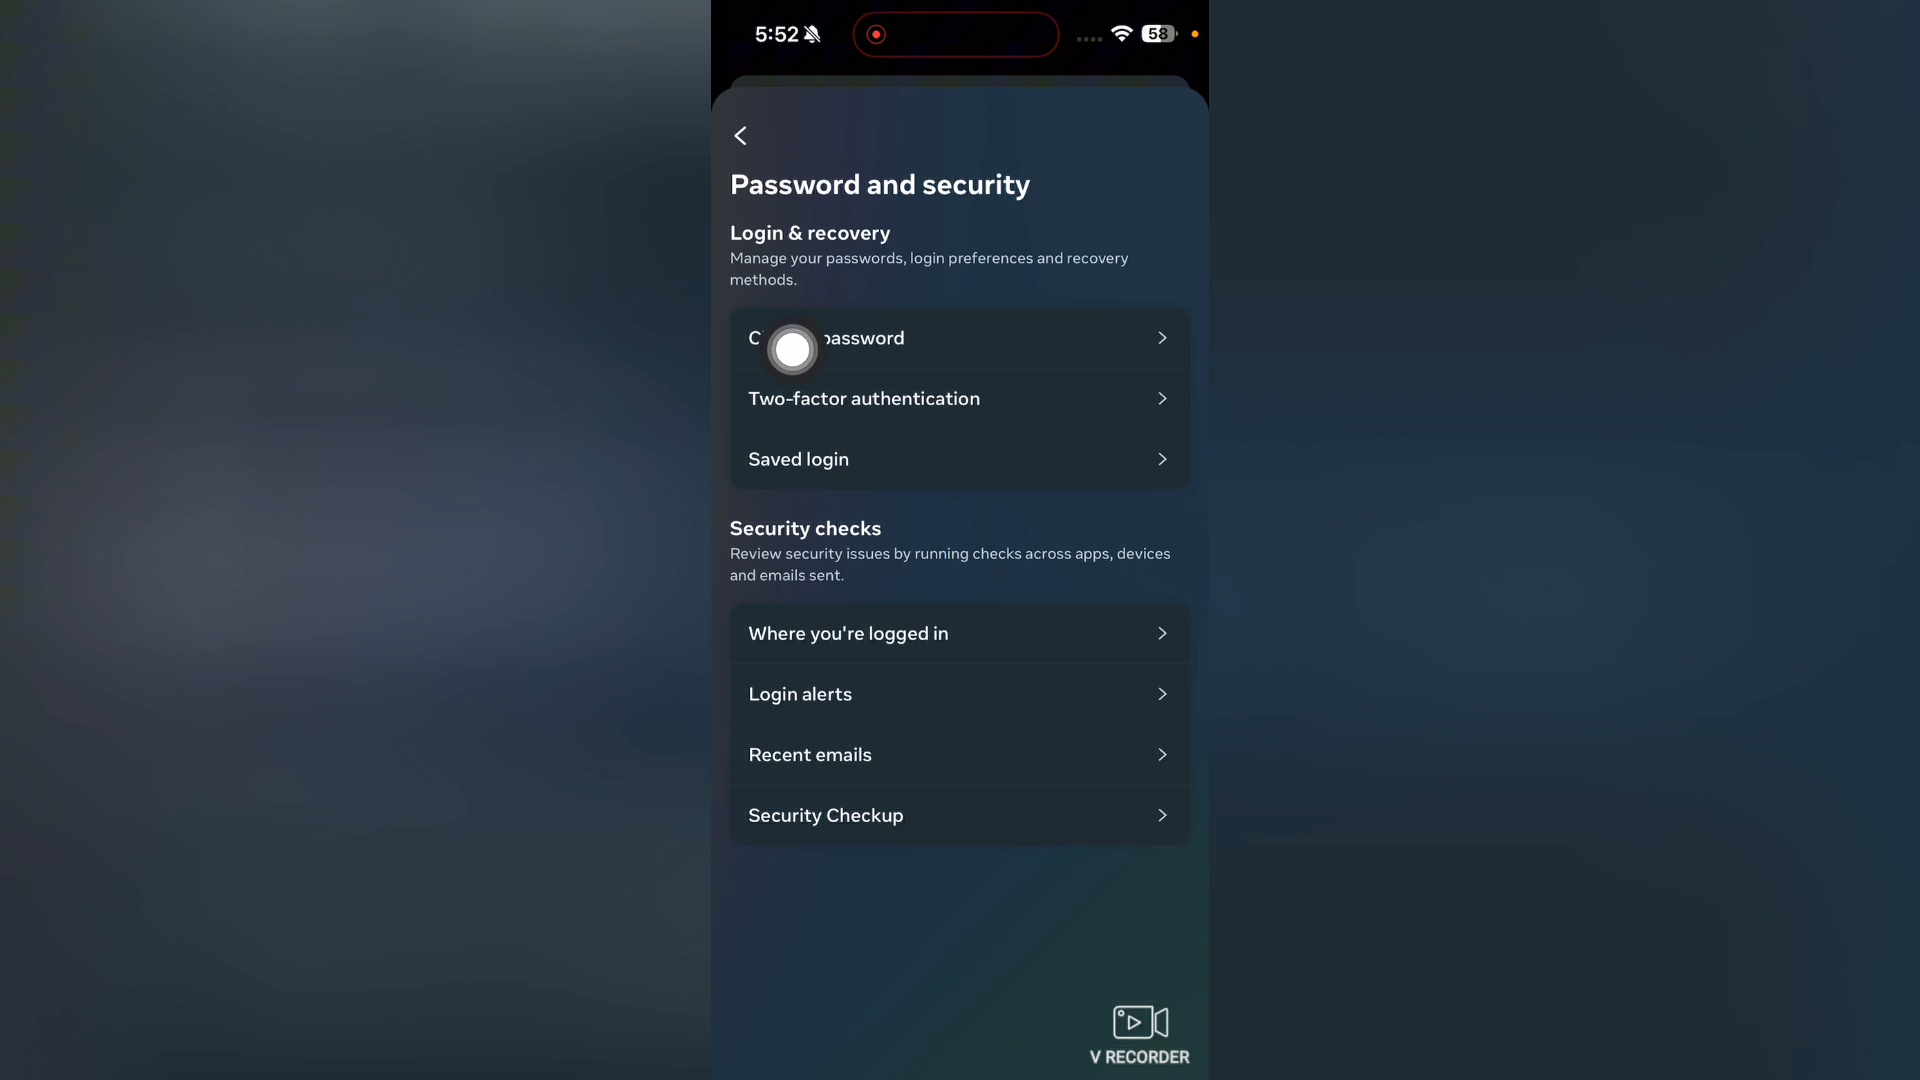 5:52
58
Password and security
Login & recovery
Manage your passwords, login preferences and recovery
methods.
password
Two-factor authentication
Saved login
Security checks
Review security issues by running checks across apps, devices
and emails sent.
Where you're logged in
Login alerts
Recent emails
Security Checkup
V RECORDER